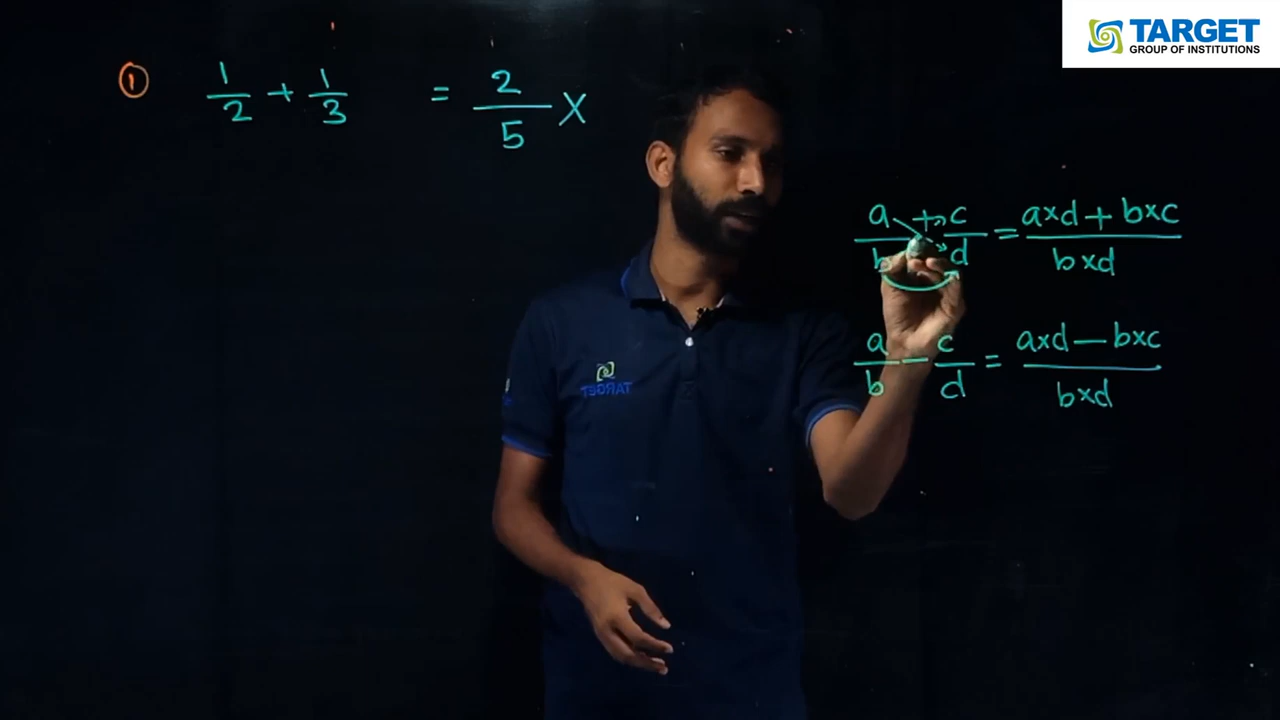 TARGET
GROUP OF INSTITUTIONS
① 1/2 + 1/3 = 2/5 X
a/b + c/d = a×d + b×c / b×d
a/b − c/d = a×d − b×c / b×d
TARGET